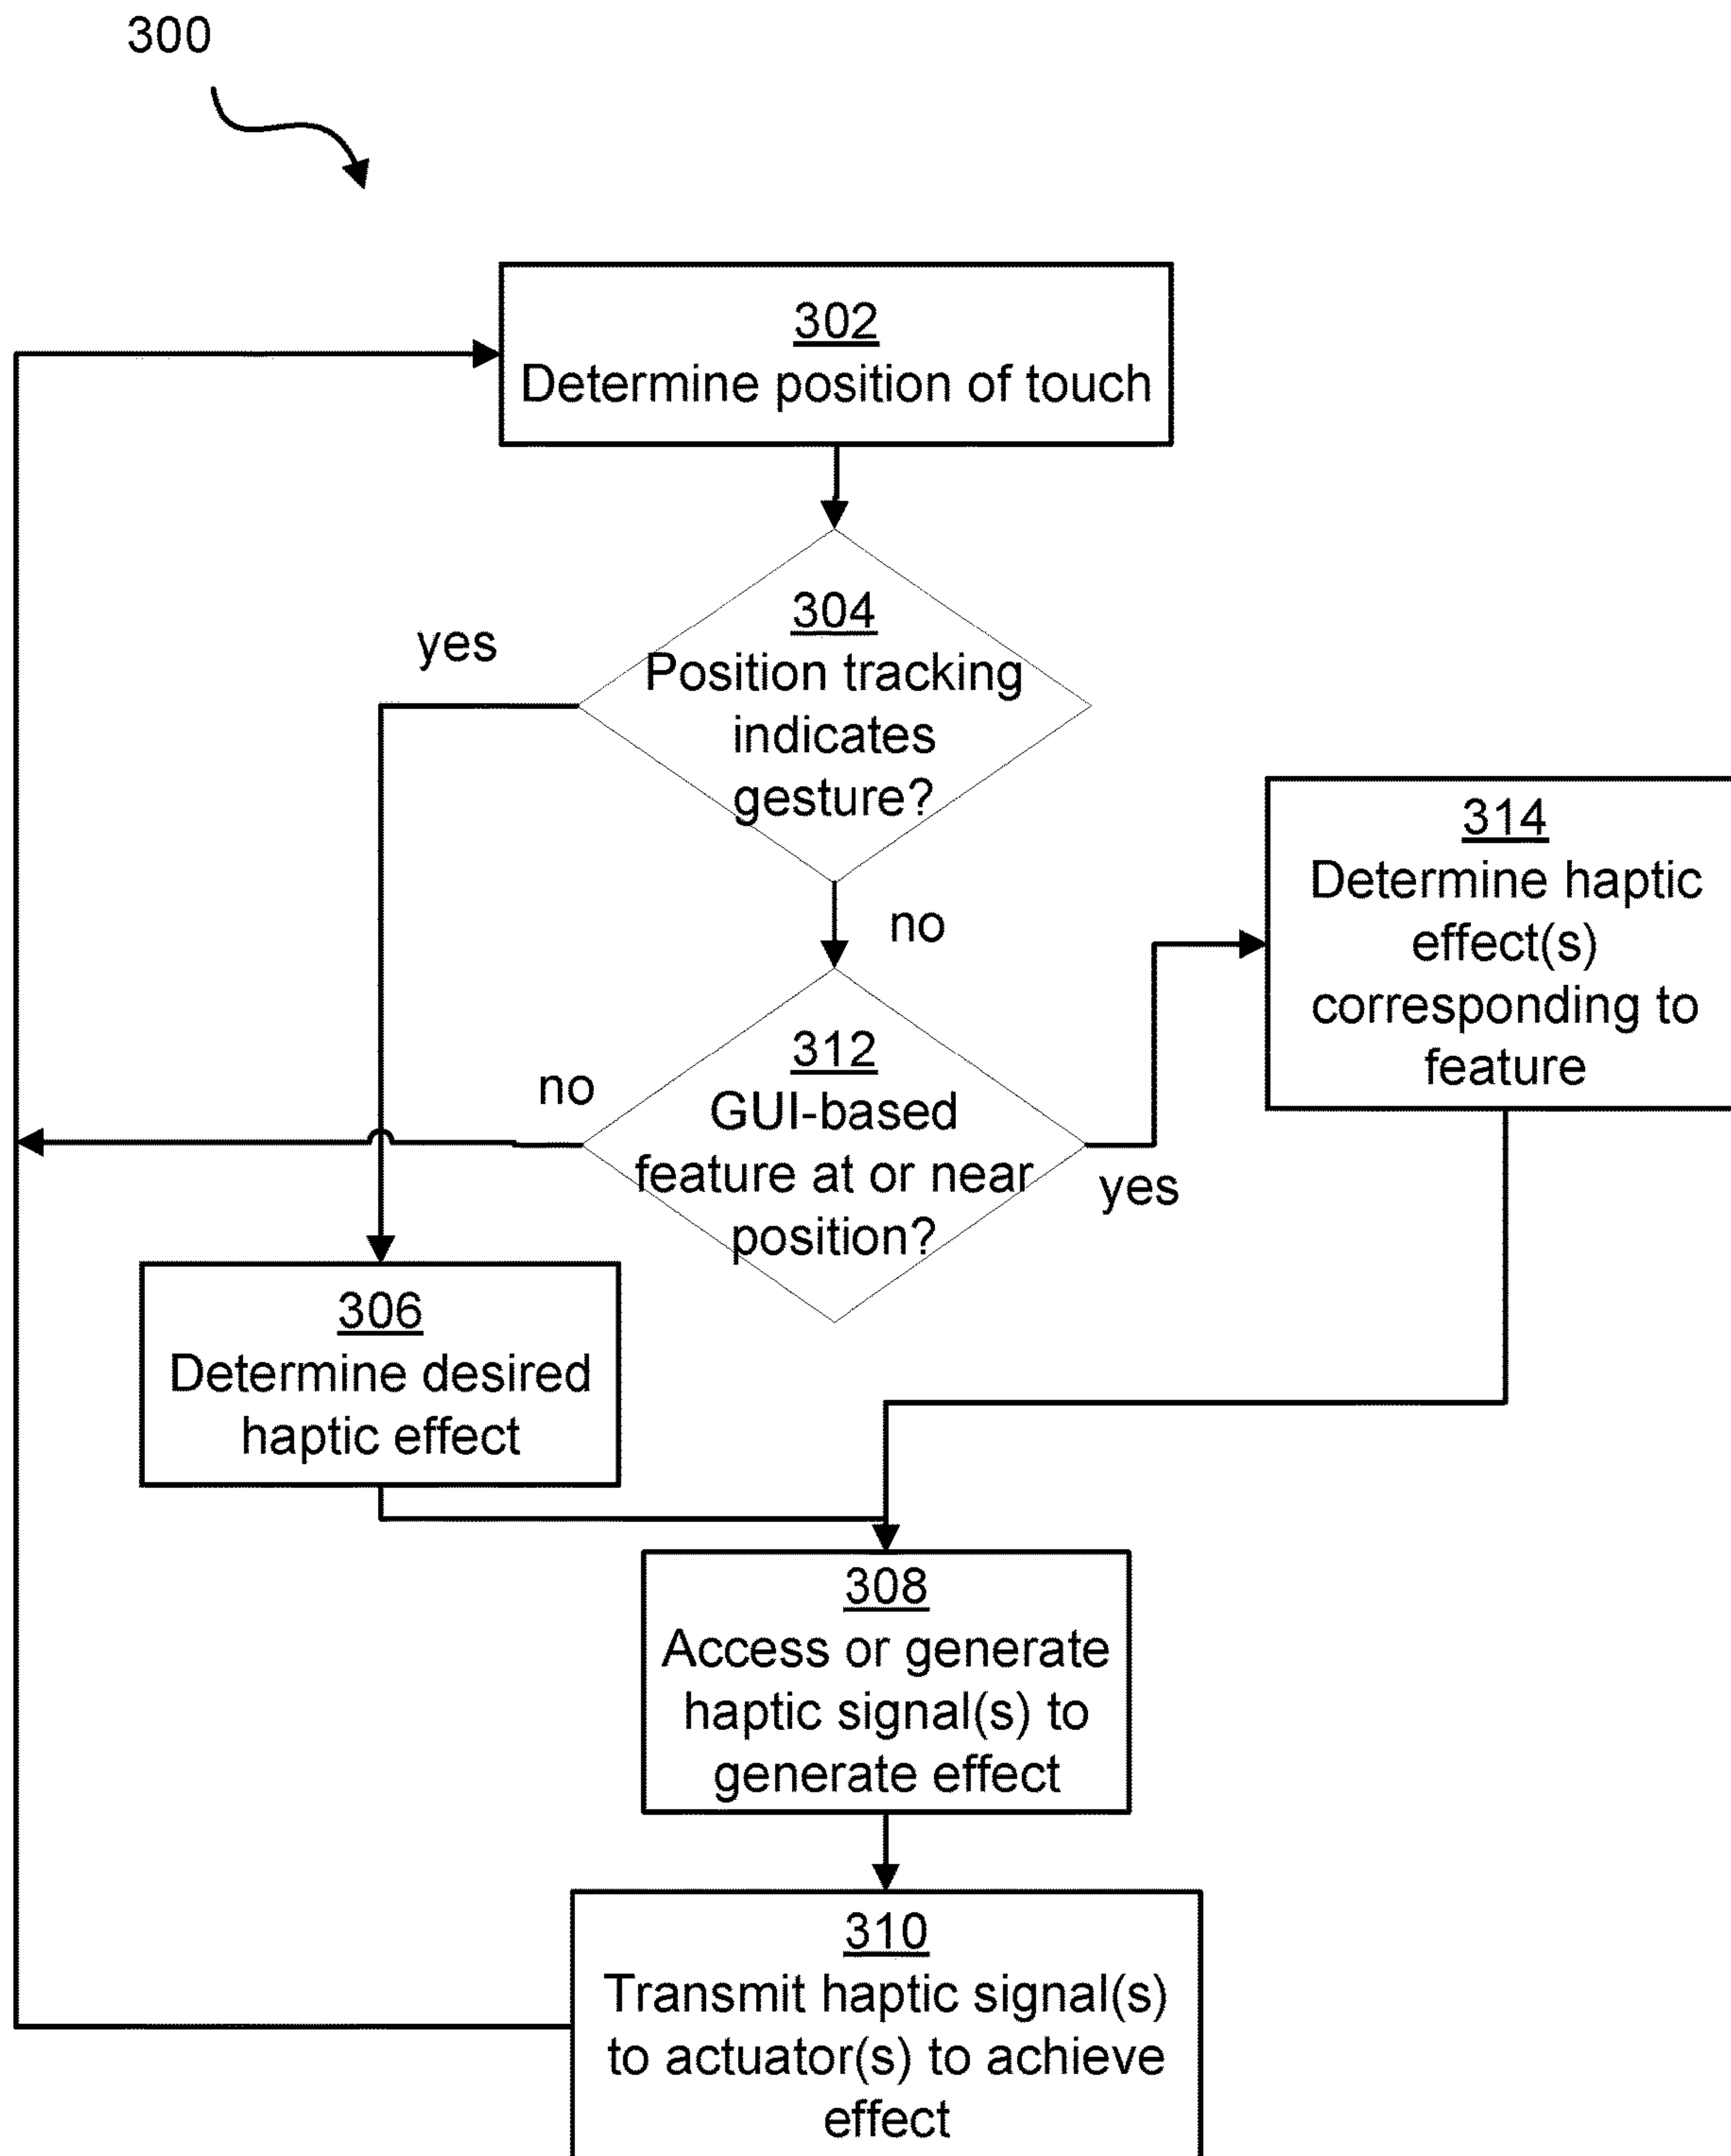 300
302
Determine position of touch
304
Position tracking
indicates
gesture?
yes
no
314
Determine haptic
effect(s)
corresponding to
feature
312
GUI-based
feature at or near
position?
no
yes
306
Determine desired
haptic effect
308
Access or generate
haptic signal(s) to
generate effect
310
Transmit haptic signal(s)
to actuator(s) to achieve
effect